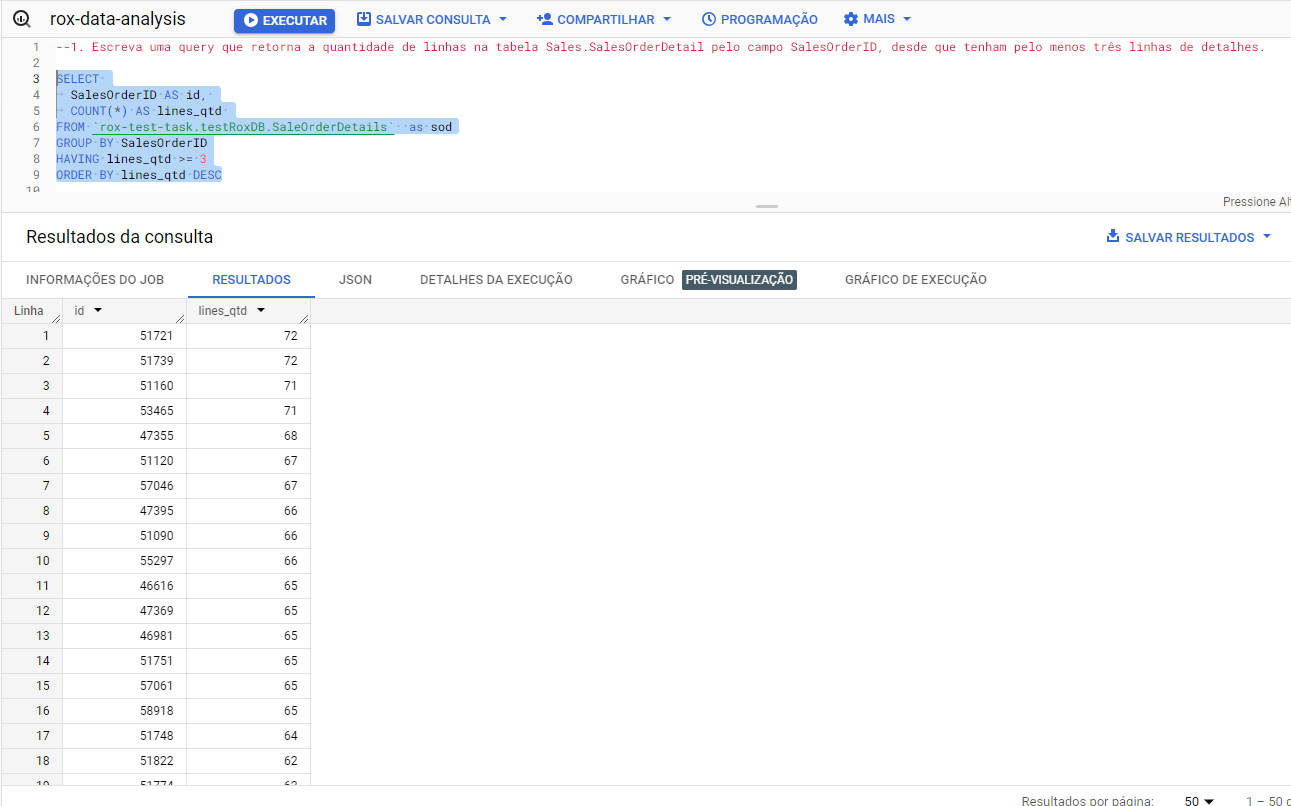 rox-data-analysis EXECUTAR SALVAR CONSULTA COMPARTILHAR PROGRAMAÇÃO MAIS
1 --1. Escreva uma query que retorna a quantidade de linhas na tabela Sales.SalesOrderDetail pelo campo SalesOrderID, desde que tenham pelo menos três linhas de detalhes.
2
3 SELECT
4 SalesOrderID AS id,
5 COUNT(*) AS lines_qtd
6 FROM `rox-test-task.testRoxDB.SaleOrderDetails` as sod
7 GROUP BY SalesOrderID
8 HAVING lines_qtd >= 3
9 ORDER BY lines_qtd DESC
10
Pressione Alt
Resultados da consulta SALVAR RESULTADOS
INFORMAÇÕES DO JOB RESULTADOS JSON DETALHES DA EXECUÇÃO GRÁFICO PRÉ-VISUALIZAÇÃO GRÁFICO DE EXECUÇÃO
Linha id lines_qtd
1 51721 72
2 51739 72
3 51160 71
4 53465 71
5 47355 68
6 51120 67
7 57046 67
8 47395 66
9 51090 66
10 55297 66
11 46616 65
12 47369 65
13 46981 65
14 51751 65
15 57061 65
16 58918 65
17 51748 64
18 51822 62
19 51774 62
Resultados por página: 50 1 – 50